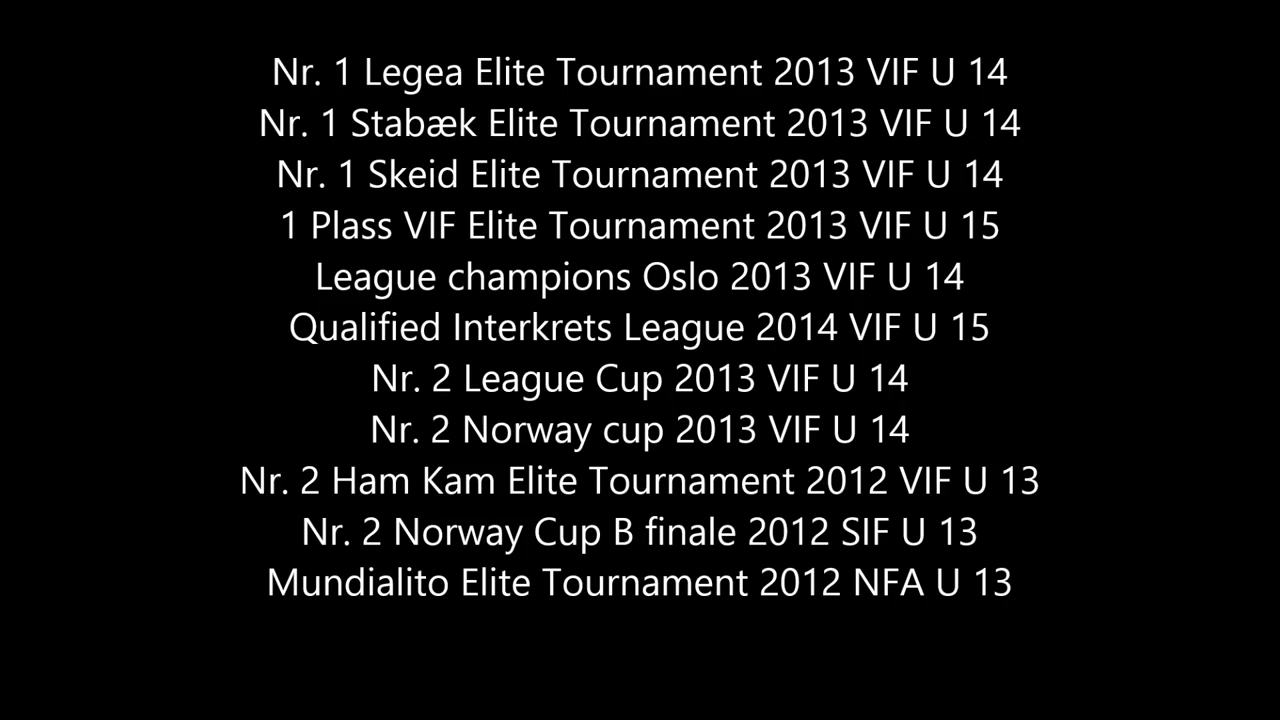 Nr. 1 Legea Elite Tournament 2013 VIF U 14
Nr. 1 Stabæk Elite Tournament 2013 VIF U 14
Nr. 1 Skeid Elite Tournament 2013 VIF U 14
1 Plass VIF Elite Tournament 2013 VIF U 15
League champions Oslo 2013 VIF U 14
Qualified Interkrets League 2014 VIF U 15
Nr. 2 League Cup 2013 VIF U 14
Nr. 2 Norway cup 2013 VIF U 14
Nr. 2 Ham Kam Elite Tournament 2012 VIF U 13
Nr. 2 Norway Cup B finale 2012 SIF U 13
Mundialito Elite Tournament 2012 NFA U 13